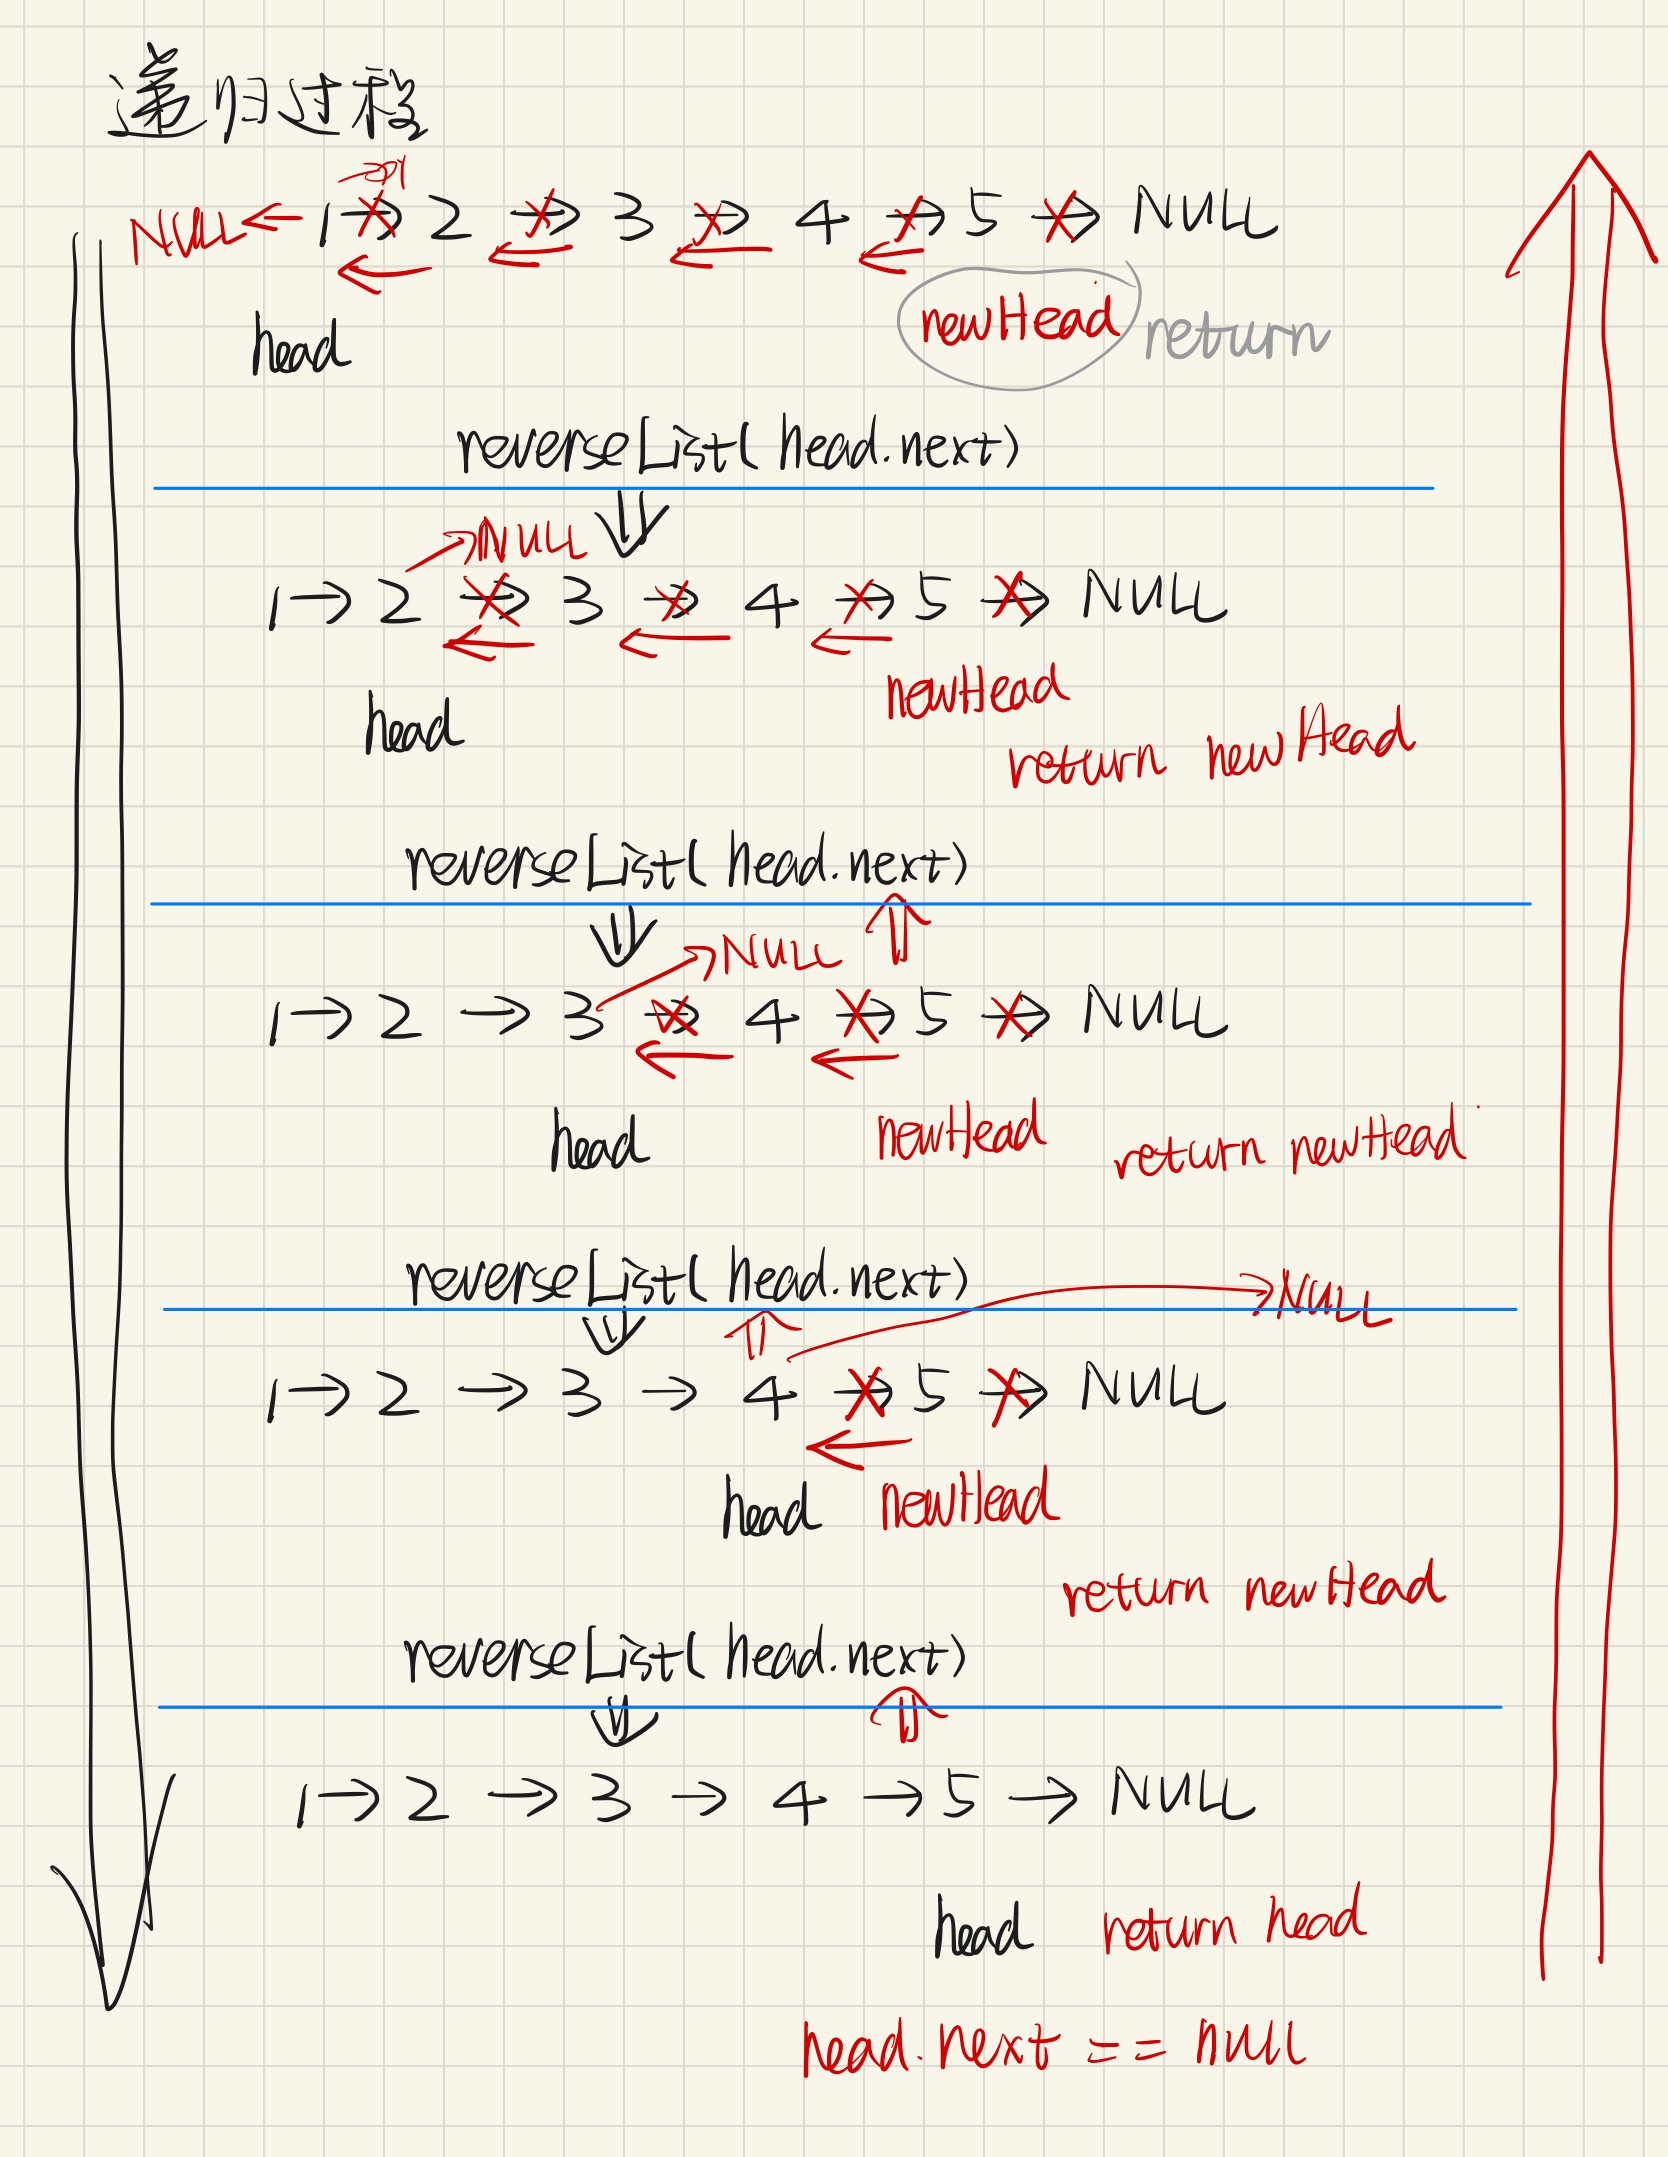 递归过程
NULL ← 1 → 2 → 3 → 4 → 5 → NULL
head newHead return
reverseList(head.next)
NULL
1 → 2 → 3 → 4 → 5 → NULL
newHead
head
return newHead
reverseList(head.next)
NULL
1 → 2 → 3 → 4 → 5 → NULL
head newHead return newHead
reverseList(head.next)
NULL
1 → 2 → 3 → 4 → 5 → NULL
head newHead
return newHead
reverseList(head.next)
1 → 2 → 3 → 4 → 5 → NULL
head return head
head.next == null